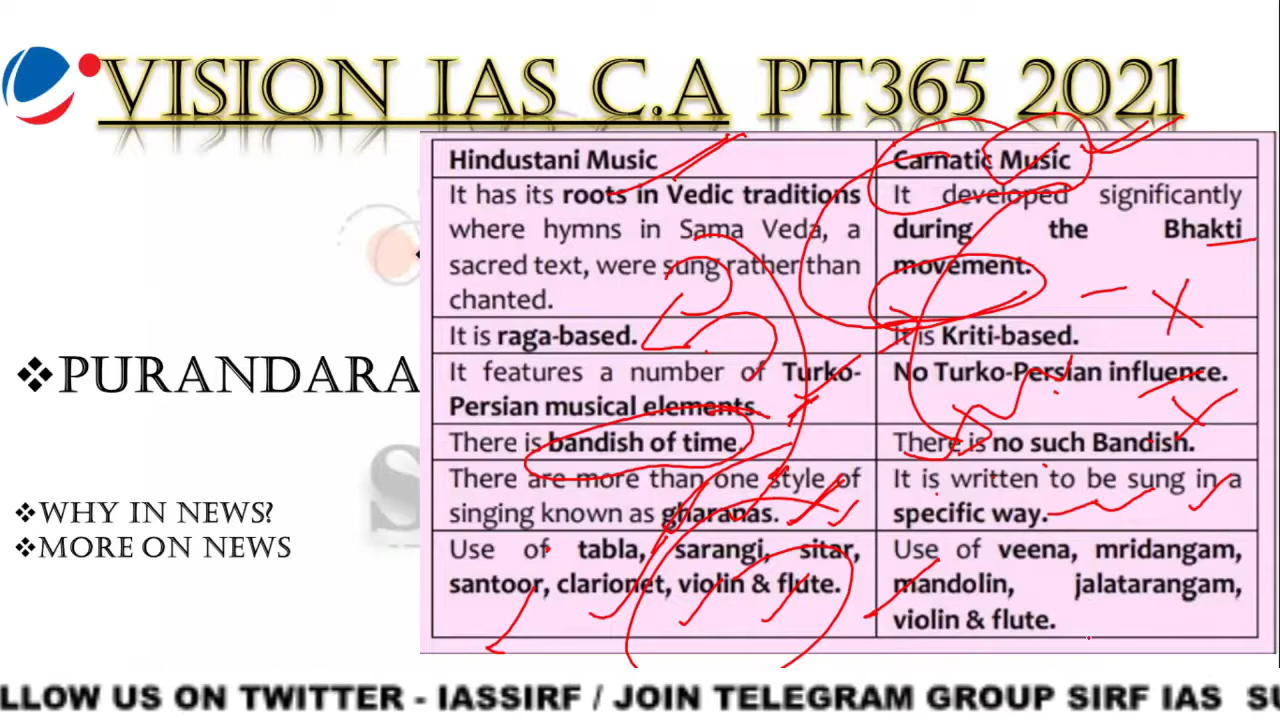 VISION IAS C.A PT365 2021
Hindustani Music
Carnatic Music
It has its roots in Vedic traditions
where hymns in Sama Veda, a
sacred text, were sung rather than
chanted.
It developed significantly
during the Bhakti
movement.
It is raga-based.
It is Kriti-based.
It features a number of Turko-
Persian musical elements.
No Turko-Persian influence.
There is bandish of time.
There is no such Bandish.
There are more than one style of
singing known as gharanas.
It is written to be sung in a
specific way.
Use of tabla, sarangi, sitar,
santoor, clarionet, violin & flute.
Use of veena, mridangam,
mandolin, jalatarangam,
violin & flute.
❖PURANDARA
❖WHY IN NEWS?
❖MORE ON NEWS
LLOW US ON TWITTER - IASSIRF / JOIN TELEGRAM GROUP SIRF IAS SU